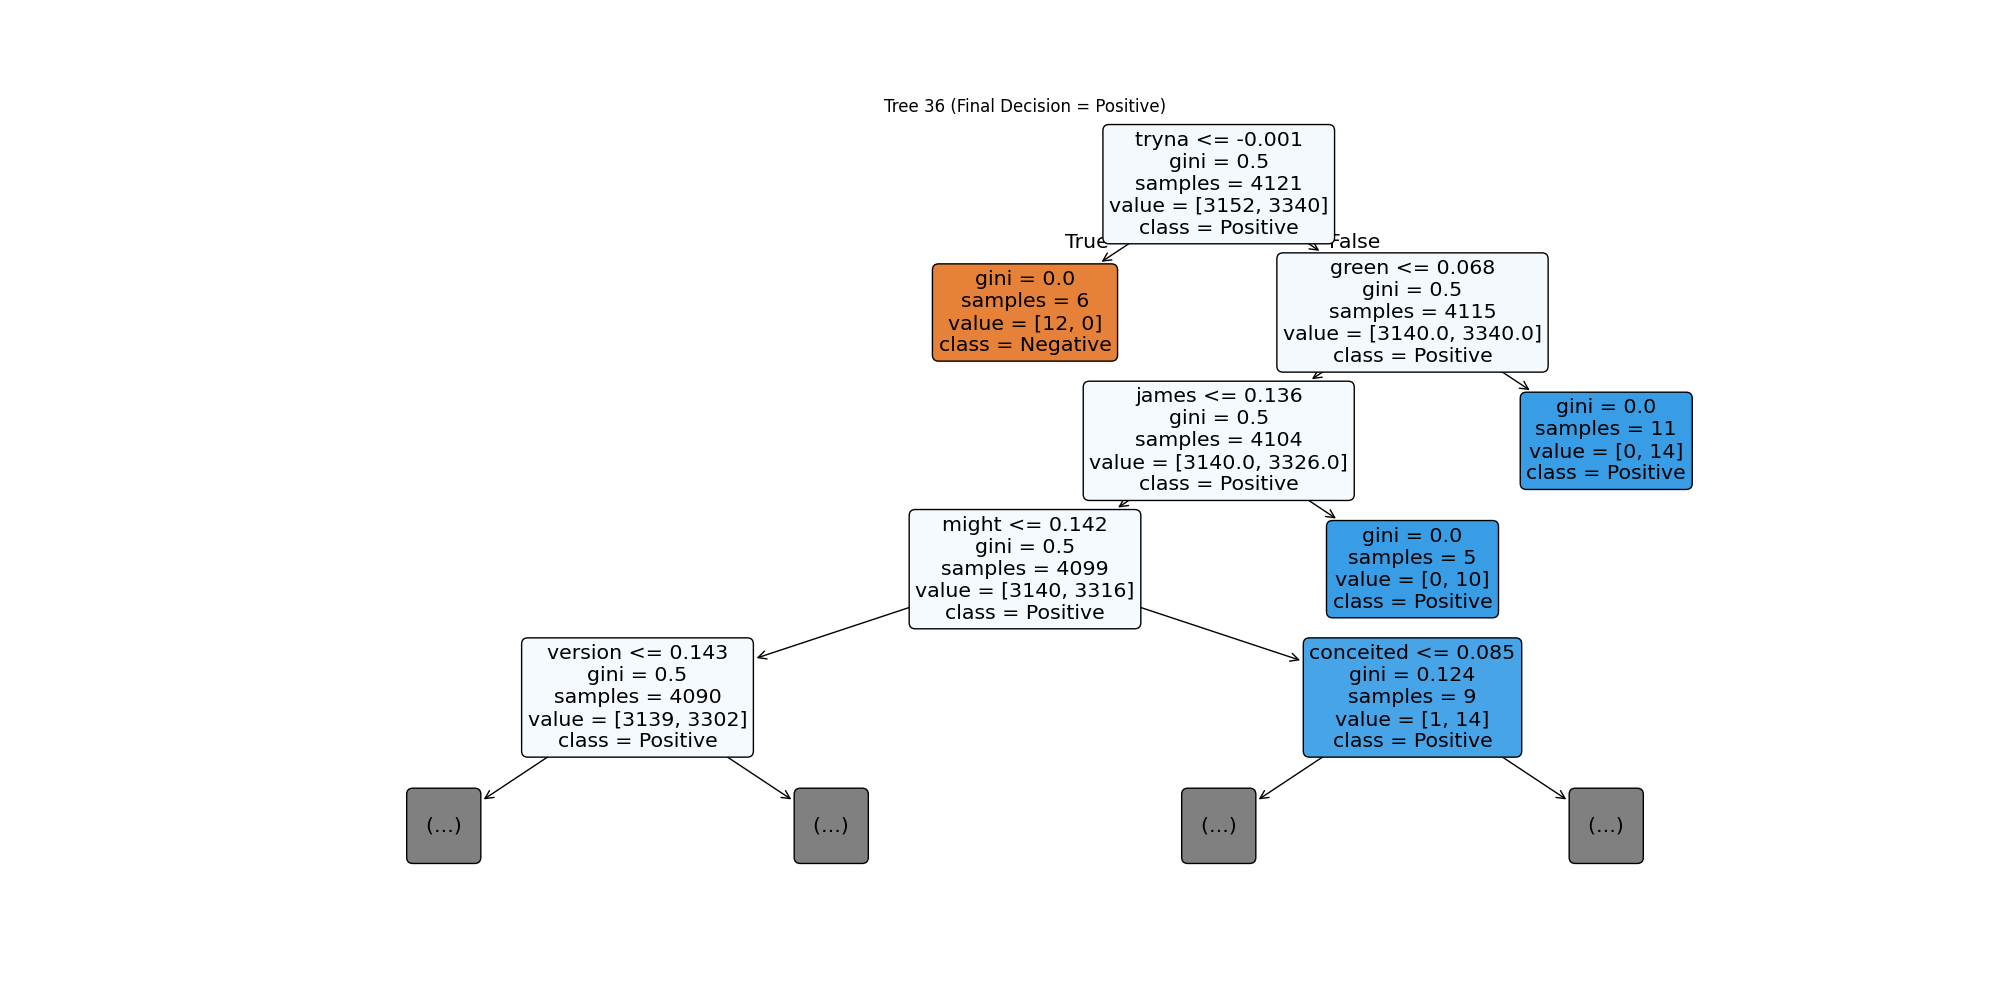 Tree 36 (Final Decision = Positive)
tryna <= -0.001
gini = 0.5
samples = 4121
value = [3152, 3340]
class = Positive
True
False
gini = 0.0
samples = 6
value = [12, 0]
class = Negative
green <= 0.068
gini = 0.5
samples = 4115
value = [3140.0, 3340.0]
class = Positive
james <= 0.136
gini = 0.5
samples = 4104
value = [3140.0, 3326.0]
class = Positive
gini = 0.0
samples = 11
value = [0, 14]
class = Positive
might <= 0.142
gini = 0.5
samples = 4099
value = [3140, 3316]
class = Positive
gini = 0.0
samples = 5
value = [0, 10]
class = Positive
version <= 0.143
gini = 0.5
samples = 4090
value = [3139, 3302]
class = Positive
conceited <= 0.085
gini = 0.124
samples = 9
value = [1, 14]
class = Positive
(...)
(...)
(...)
(...)